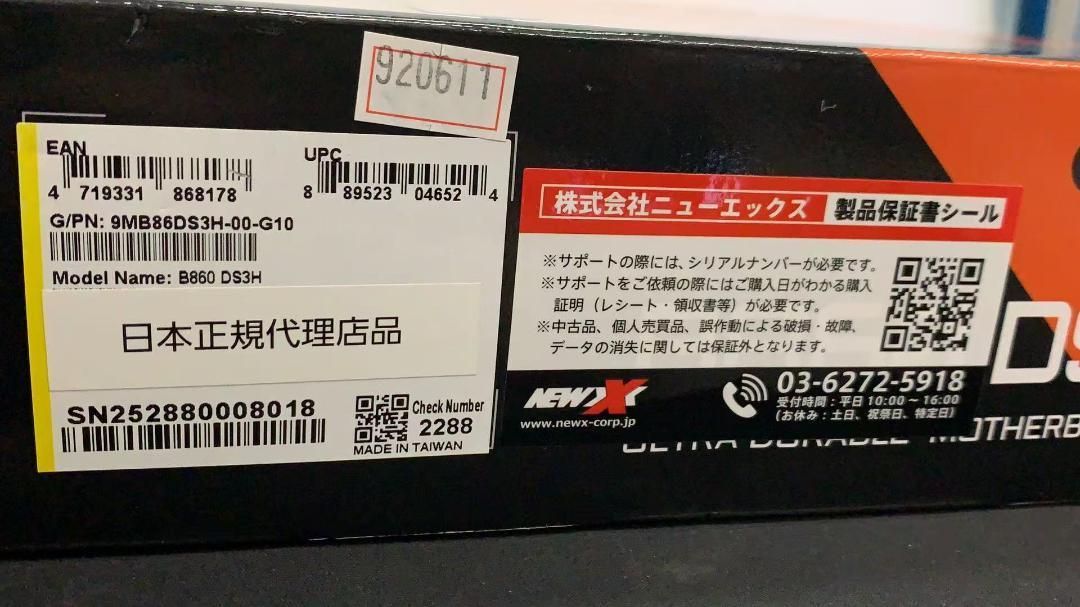 920611
EAN
4 719331 868178
UPC
8 89523 04652 4
G/PN: 9MB86DS3H-00-G10
Model Name: B860 DS3H
日本正規代理店品
SN252880008018
Check Number
2288
MADE IN TAIWAN
株式会社ニューエックス 製品保証書シール
※サポートの際には、シリアルナンバーが必要です。
※サポートをご依頼の際にはご購入日がわかる購入
証明(レシート・領収書等)が必要です。
※中古品、個人売買品、誤作動による破損・故障、
データの消失に関しては保証外となります。
NEWX
www.newx-corp.jp
03-6272-5918
受付時間:平日10:00~16:00
(お休み:土日、祝祭日、特定日)
DS
ULTRA DURABLE MOTHERB